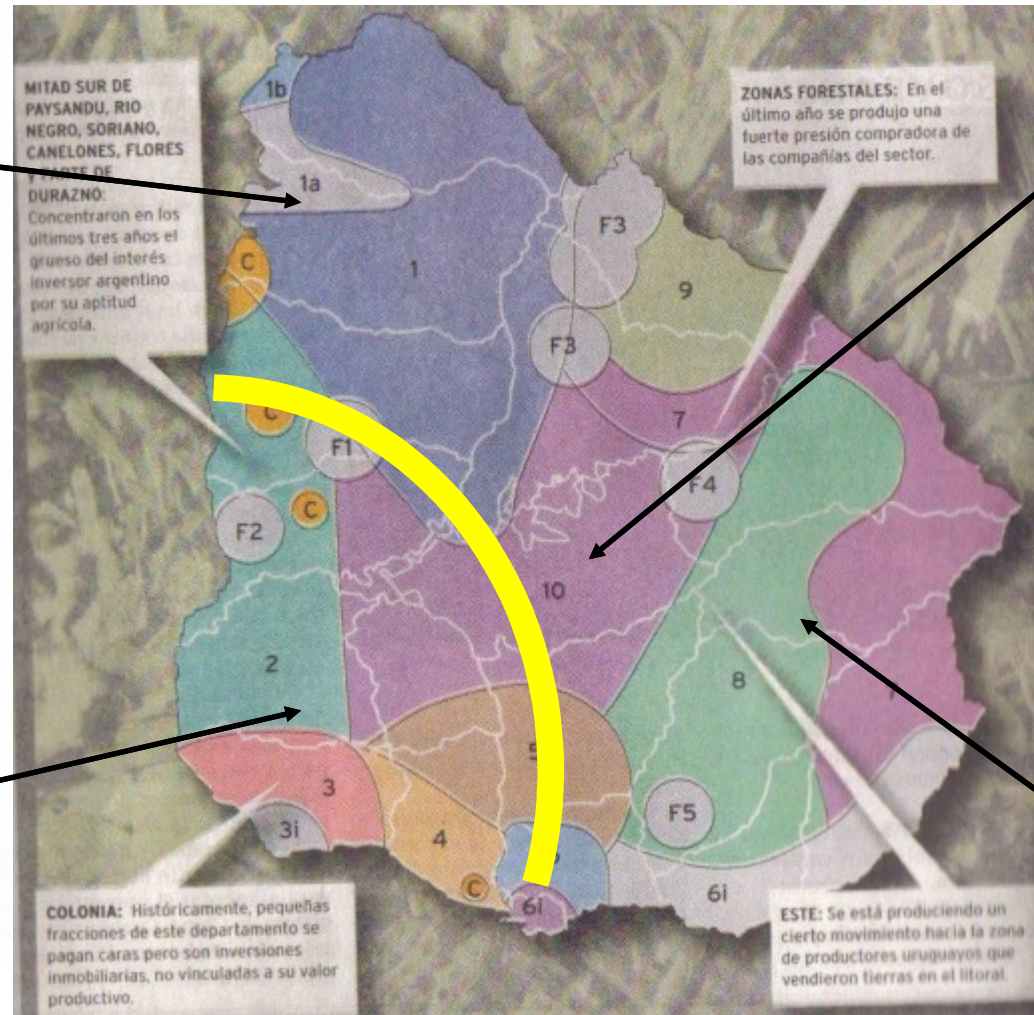 MITAD SUR DE
PAYSANDU, RIO
NEGRO, SORIANO,
CANELONES, FLORES
PARTE DE
DURAZNO:
Concentraron en los
últimos tres años el
grueso del interés
inversor argentino
por su aptitud
agrícola.
ZONAS FORESTALES: En el
último año se produjo una
fuerte presión compradora de
las compañías del sector.
1b
1a
F3
C
1
9
F3
C
7
F1
F4
C
F2
10
2
8
5
3
F5
3i
4
C
6i
6i
COLONIA: Históricamente, pequeñas
fracciones de este departamento se
pagan caras pero son inversiones
inmobiliarias, no vinculadas a su valor
productivo.
ESTE: Se está produciendo un
cierto movimiento hacia la zona
de productores uruguayos que
vendieron tierras en el litoral.